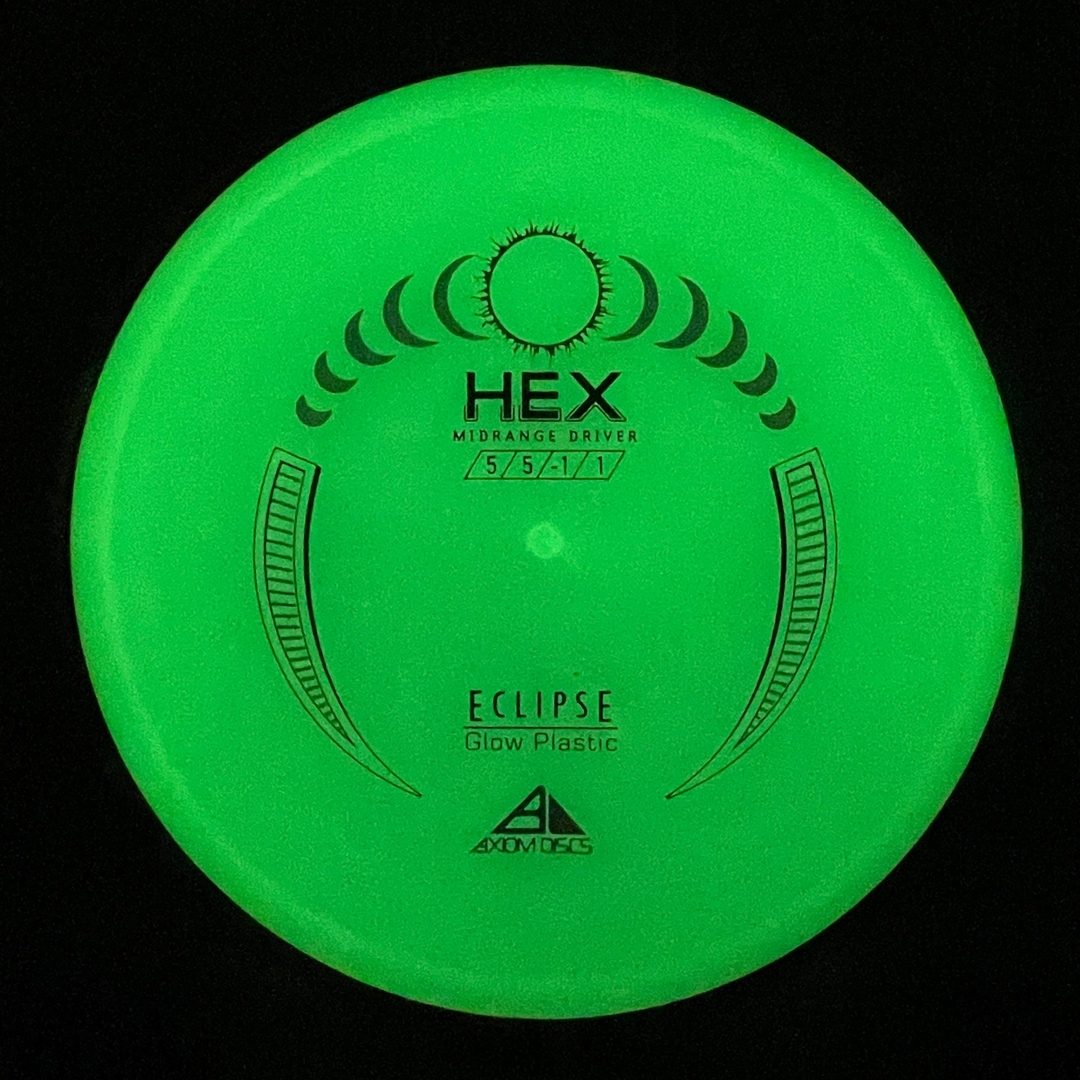 HEX
MIDRANGE DRIVER
5/5/-1/1
ECLIPSE
Glow Plastic
AXIOM DISCS